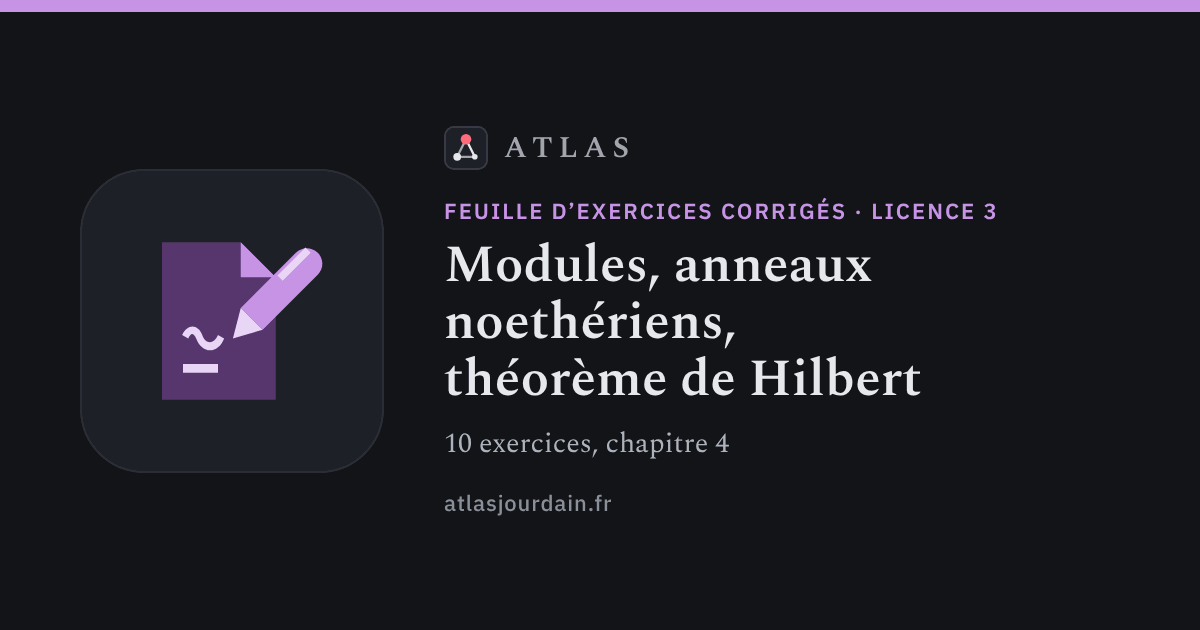 ATLAS
FEUILLE D’EXERCICES CORRIGÉS · LICENCE 3
Modules, anneaux
noethériens,
théorème de Hilbert
10 exercices, chapitre 4
atlasjourdain.fr